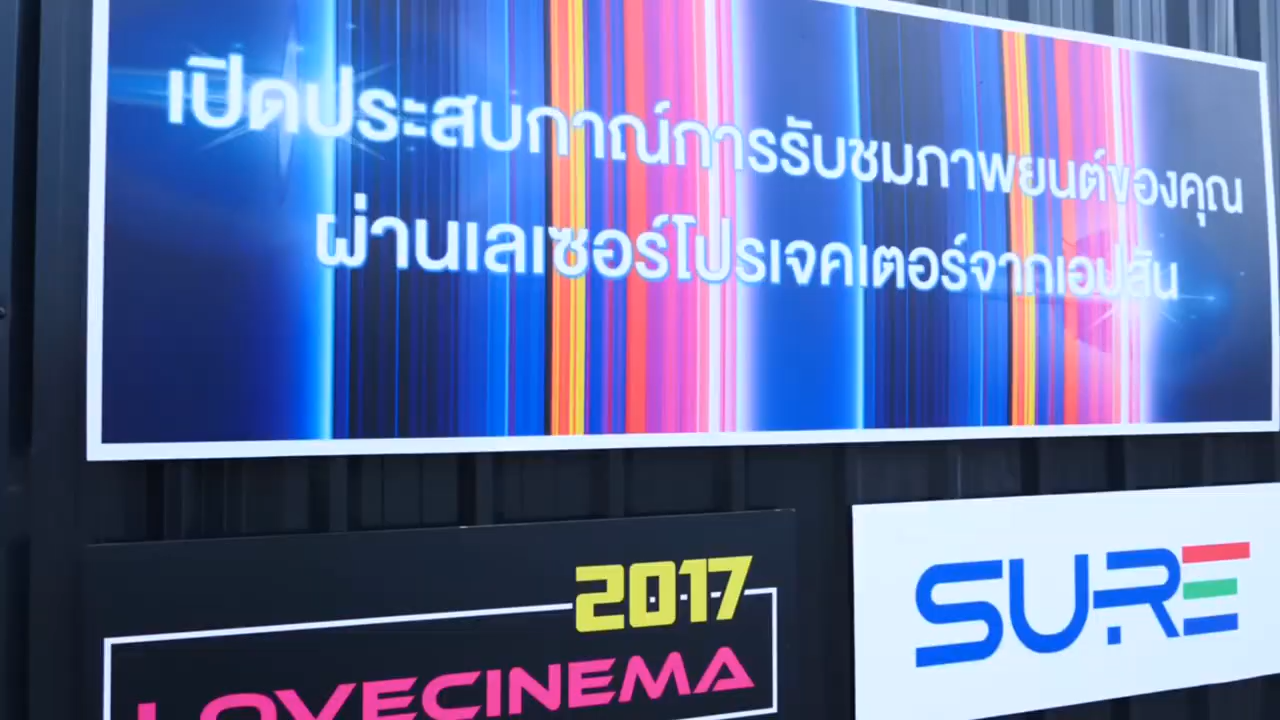 เปิดประสบกาณ์การรับชมภาพยนต์ของคุณ
ผ่านเลเซอร์โปรเจคเตอร์จากเอปสัน
2017
LOVECINEMA
SURE